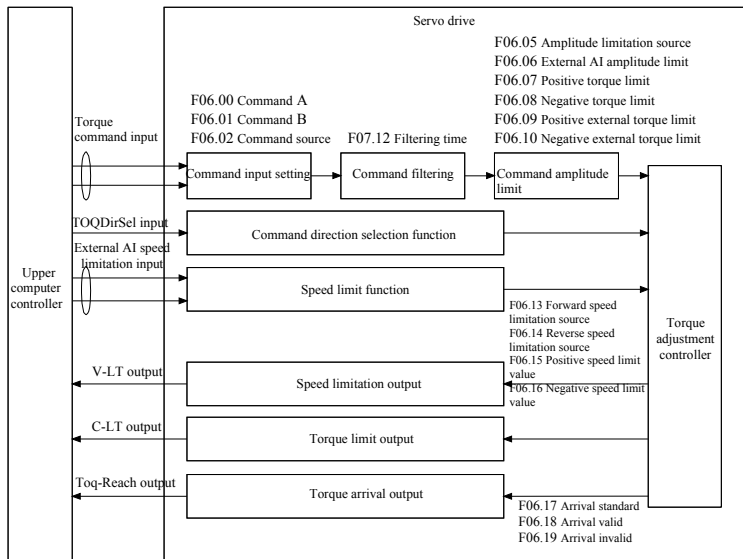 Servo drive
F06.05 Amplitude limitation source
F06.06 External AI amplitude limit
F06.07 Positive torque limit
F06.08 Negative torque limit
F06.09 Positive external torque limit
F06.10 Negative external torque limit
F06.00 Command A
F06.01 Command B
F06.02 Command source
F07.12 Filtering time
Torque
command input
Command input setting
Command filtering
Command amplitude
limit
TOQDirSel input
Command direction selection function
External AI speed
limitation input
Speed limit function
Upper
computer
controller
F06.13 Forward speed
limitation source
F06.14 Reverse speed
limitation source
F06.15 Positive speed limit
value
F06.16 Negative speed limit
value
Torque
adjustment
controller
V-LT output
Speed limitation output
C-LT output
Torque limit output
Toq-Reach output
Torque arrival output
F06.17 Arrival standard
F06.18 Arrival valid
F06.19 Arrival invalid